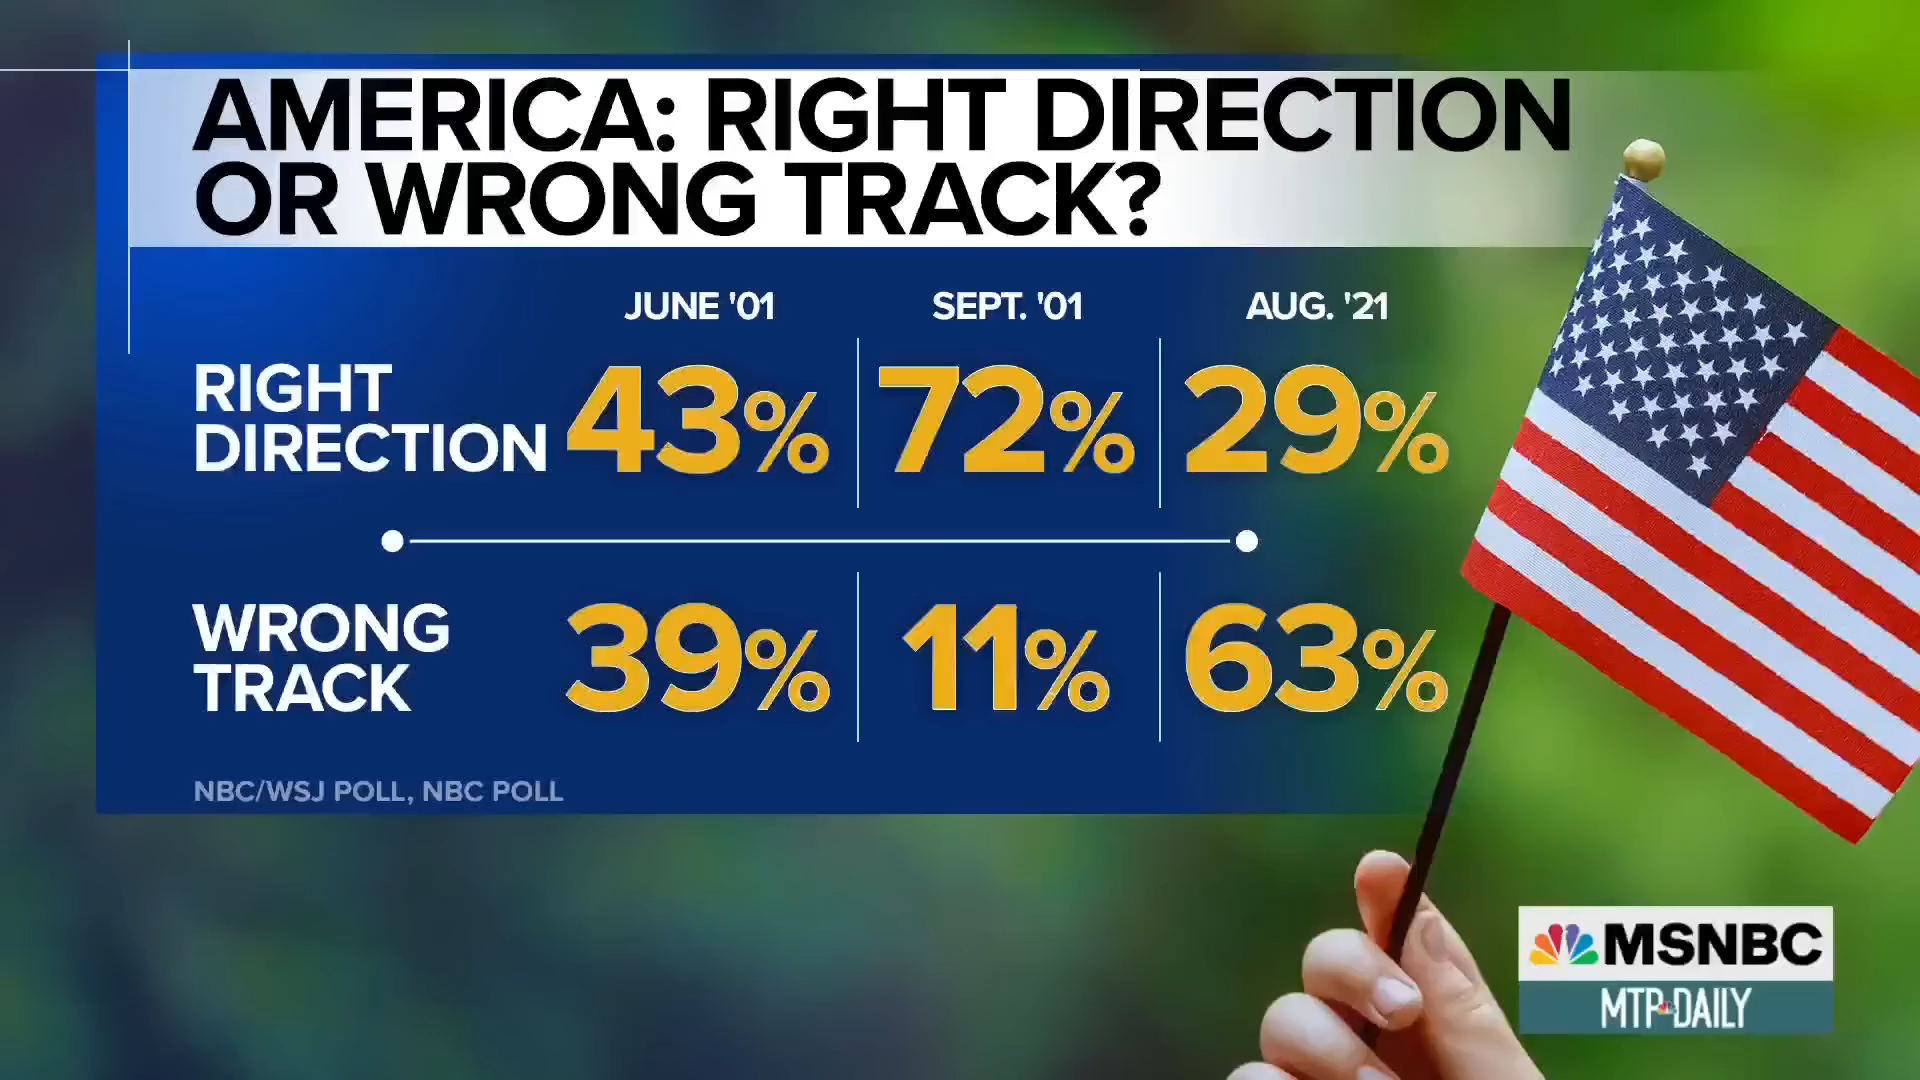 AMERICA: RIGHT DIRECTION
OR WRONG TRACK?
JUNE '01 SEPT. '01 AUG. '21
RIGHT
DIRECTION 43% 72% 29%
WRONG
TRACK 39% 11% 63%
NBC/WSJ POLL, NBC POLL
MSNBC
MTP DAILY